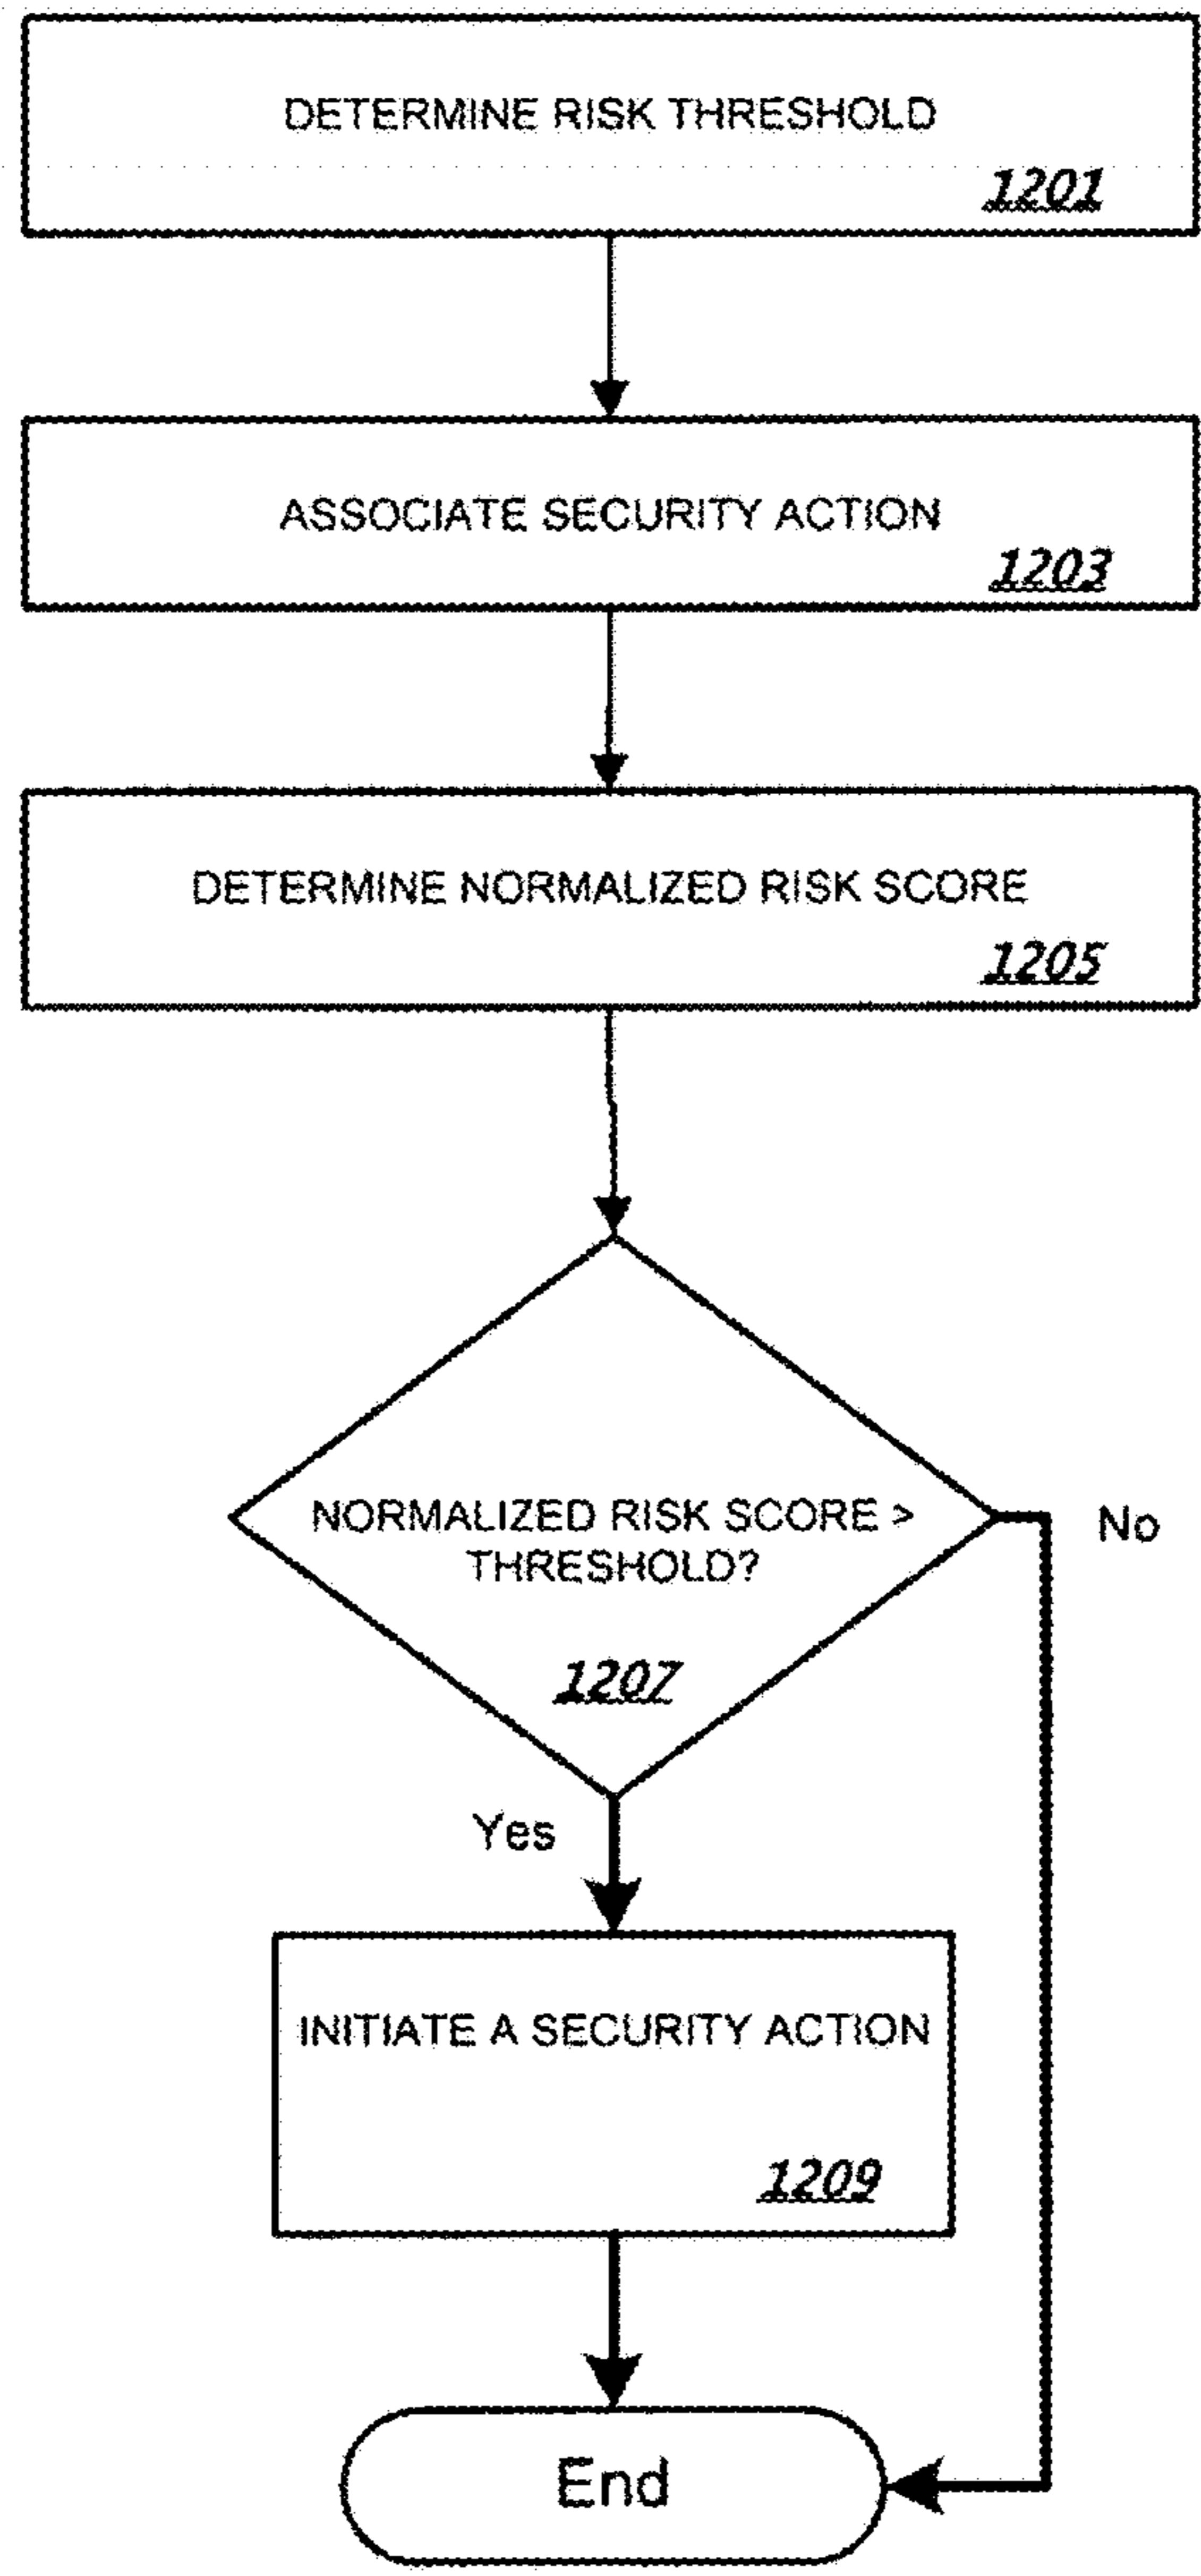 DETERMINE RISK THRESHOLD
1201
ASSOCIATE SECURITY ACTION
1203
DETERMINE NORMALIZED RISK SCORE
1205
NORMALIZED RISK SCORE >
THRESHOLD?
1207
No
Yes
INITIATE A SECURITY ACTION
1209
End